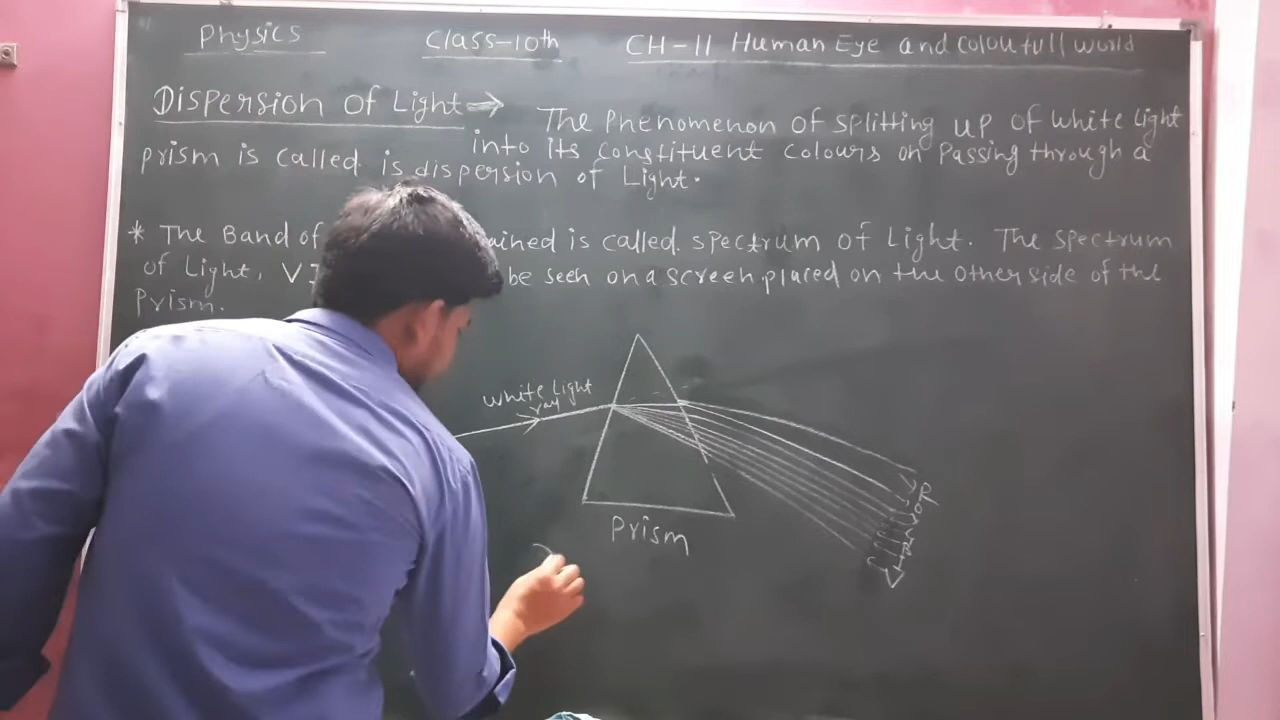 Physics
Class-10th
CH-11 Human Eye and colou full world
Dispersion of Light ⇒ The Phenomenon of splitting up of white light
into its constituent colours on Passing through a
prism is called is dispersion of Light.
* The Band of ained is called spectrum of Light. The spectrum
of Light, VI be seen on a screen placed on the other side of the
Prism.
white light
ray
Prism
R
O